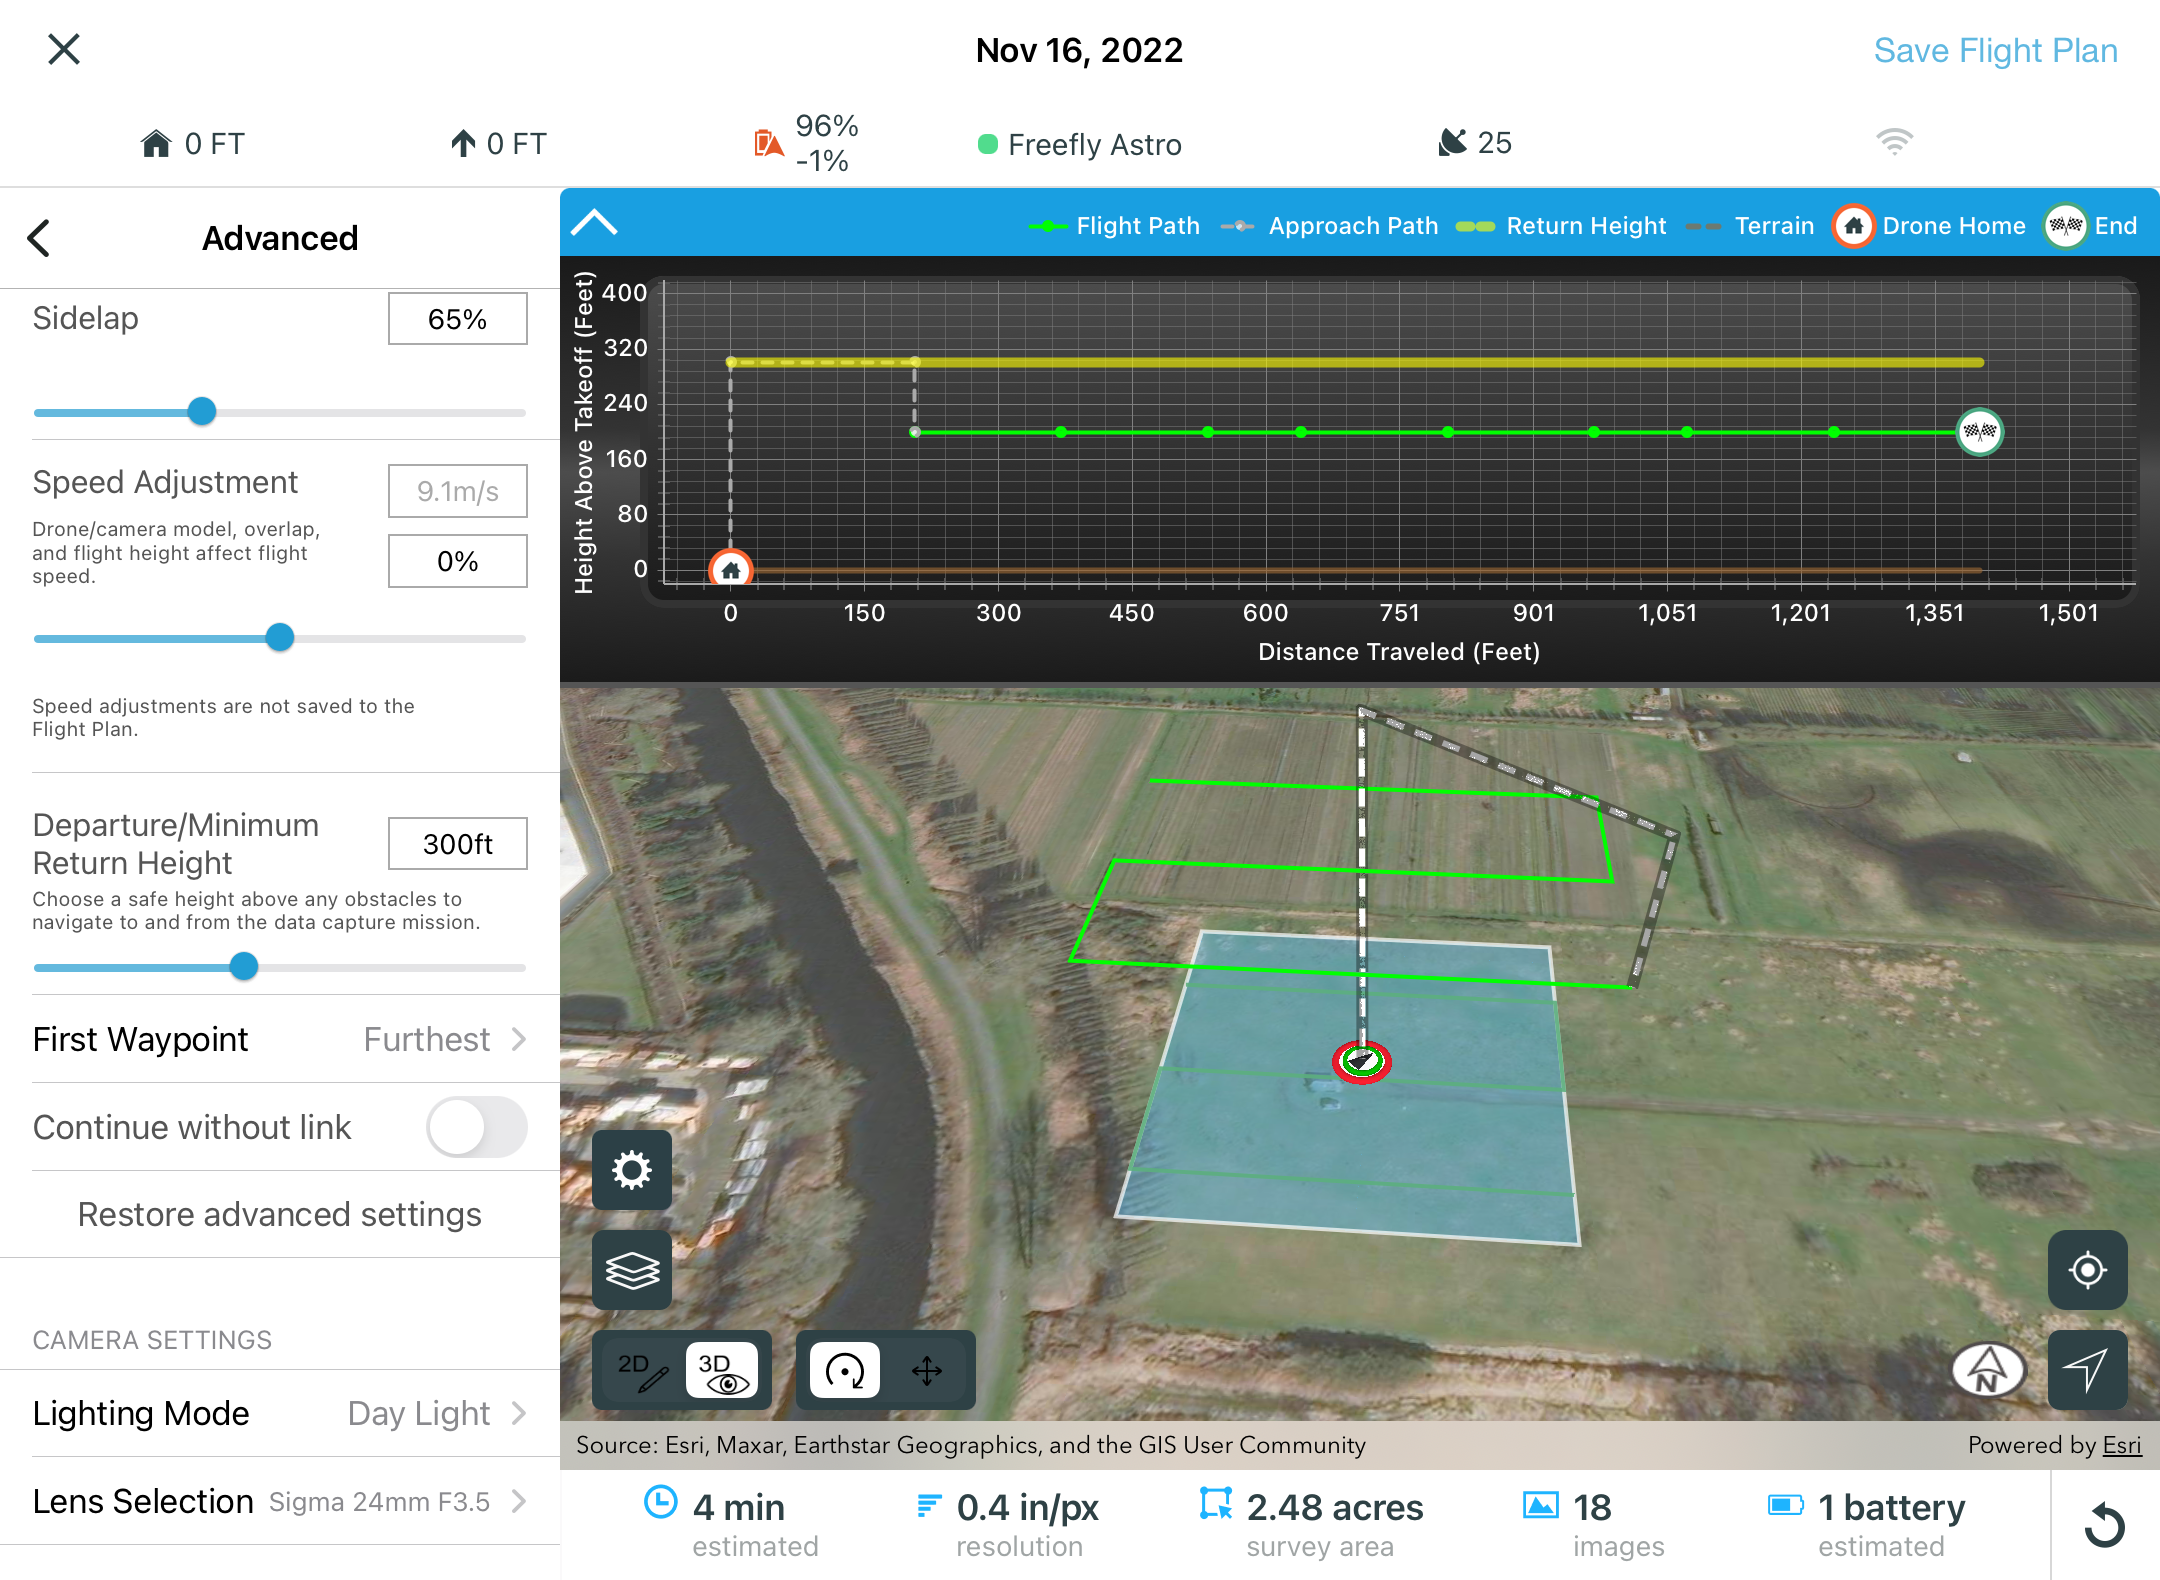 Nov 16, 2022
Save Flight Plan
0 FT
0 FT
96%
-1%
Freefly Astro
25
Advanced
Sidelap
65%
Speed Adjustment
9.1m/s
Drone/camera model, overlap,
and flight height affect flight
speed.
0%
Speed adjustments are not saved to the
Flight Plan.
Departure/Minimum
Return Height
300ft
Choose a safe height above any obstacles to
navigate to and from the data capture mission.
First Waypoint
Furthest
Continue without link
Restore advanced settings
CAMERA SETTINGS
Lighting Mode
Day Light
Lens Selection
Sigma 24mm F3.5
Flight Path
Approach Path
Return Height
Terrain
Drone Home
End
Height Above Takeoff (Feet)
400
320
240
160
80
0
0
150
300
450
600
751
901
1,051
1,201
1,351
1,501
Distance Traveled (Feet)
2D
3D
N
Source: Esri, Maxar, Earthstar Geographics, and the GIS User Community
Powered by Esri
4 min
estimated
0.4 in/px
resolution
2.48 acres
survey area
18
images
1 battery
estimated